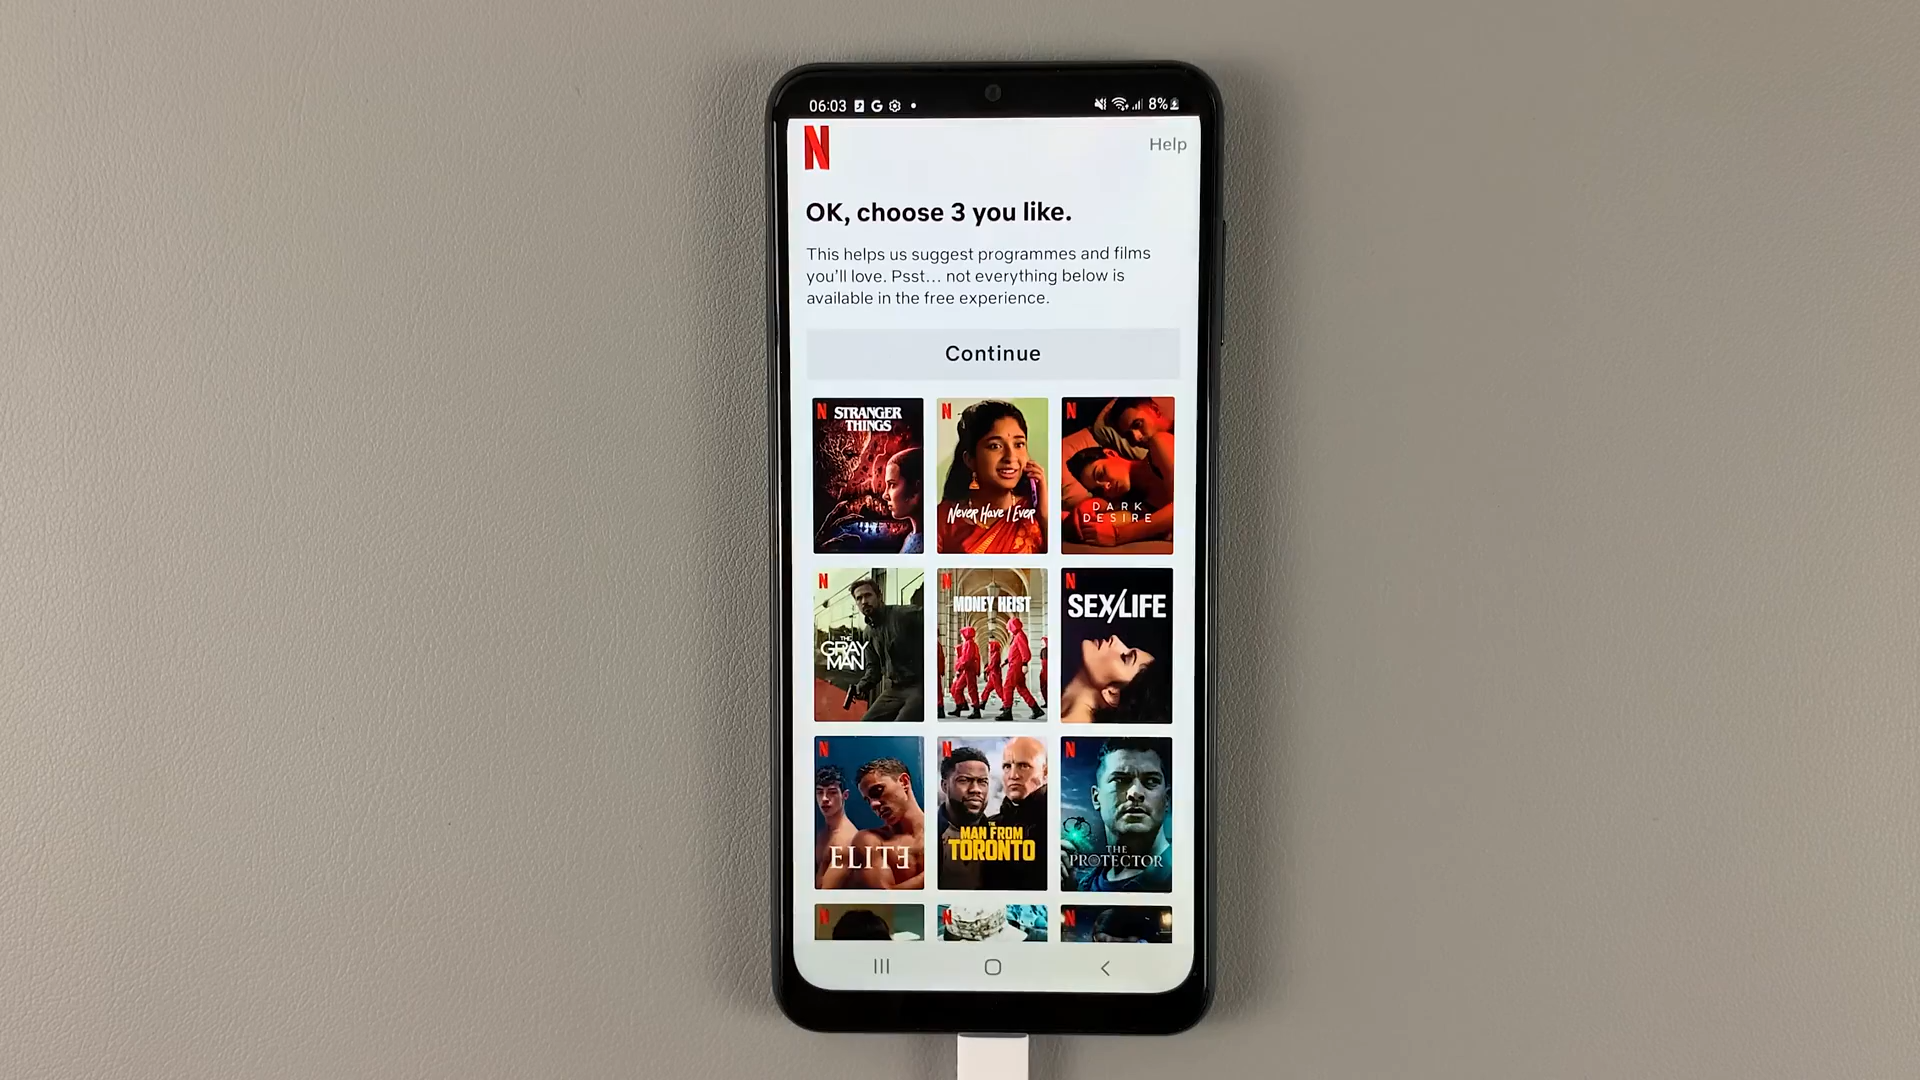 06:03
8%
N
Help
OK, choose 3 you like.
This helps us suggest programmes and films
you'll love. Psst... not everything below is
available in the free experience.
Continue
N STRANGER
THINGS
N
Never Have I Ever
N
DARK
DESIRE
N
THE
GRAY
MAN
N
MONEY HEIST
N
SEX/LIFE
N
ELITE
N
THE
MAN FROM
TORONTO
N
THE
PROTECTOR
N
N
N